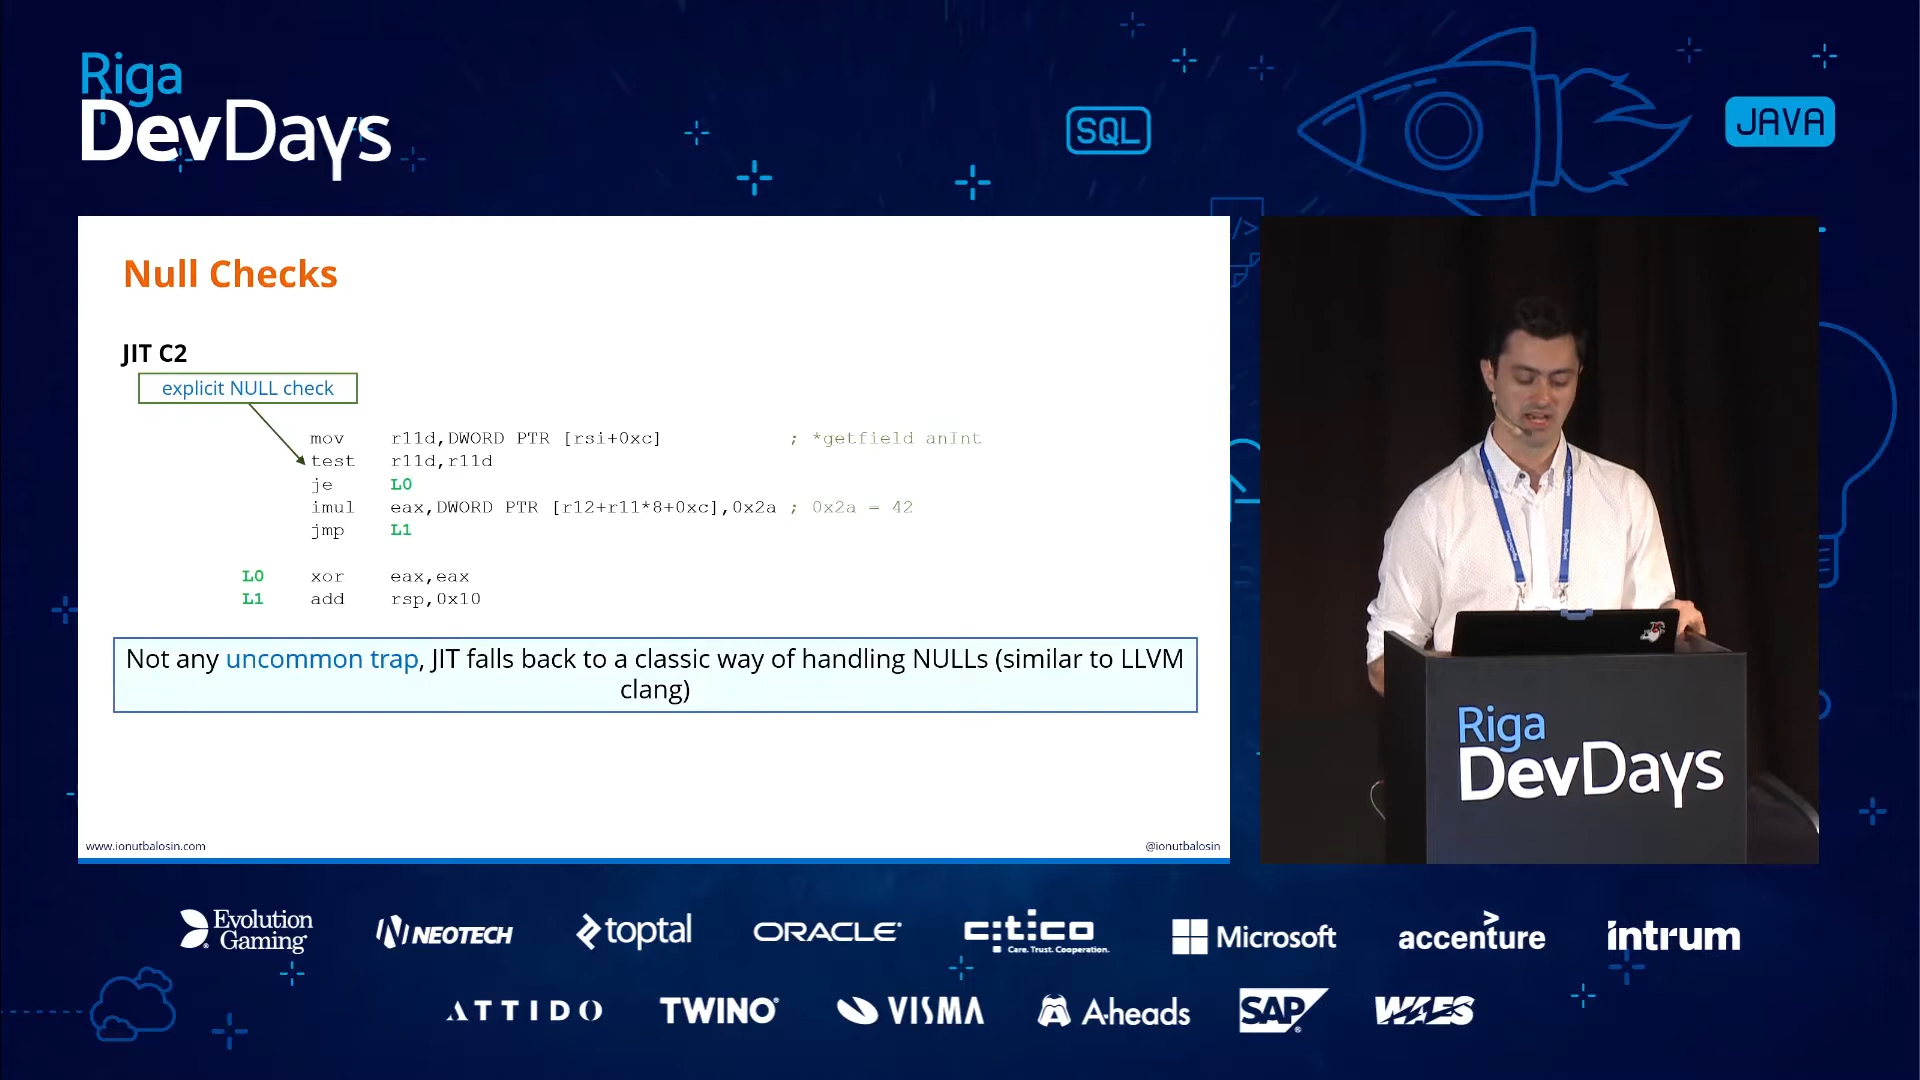 Riga
DevDays
SQL
JAVA
</>
Null Checks
JIT C2
explicit NULL check
mov r11d,DWORD PTR [rsi+0xc] ; *getfield anInt
test r11d,r11d
je L0
imul eax,DWORD PTR [r12+r11*8+0xc],0x2a ; 0x2a = 42
jmp L1
L0 xor eax,eax
L1 add rsp,0x10
Not any uncommon trap, JIT falls back to a classic way of handling NULLs (similar to LLVM
clang)
www.ionutbalosin.com
@ionutbalosin
Riga
DevDays
Evolution
Gaming
NEOTECH
toptal
ORACLE
citico
Care. Trust. Cooperation.
Microsoft
accenture
intrum
ATTIDO
TWINO
VISMA
A-heads
SAP
WAES